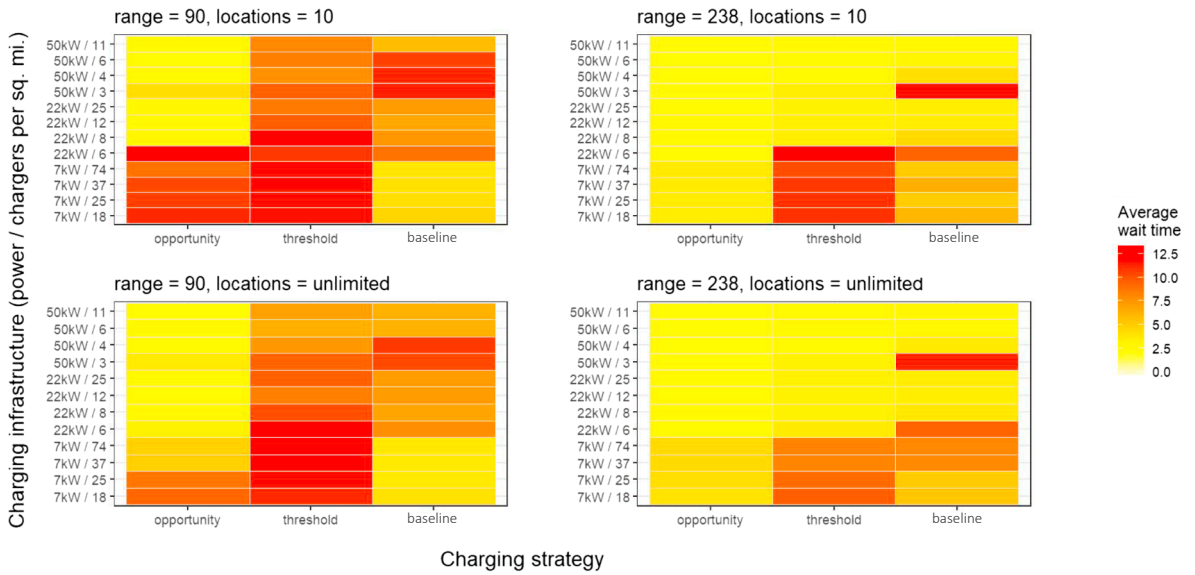 Charging infrastructure (power / chargers per sq. mi.)
range = 90, locations = 10
50kW / 11
50kW / 6
50kW / 4
50kW / 3
22kW / 25
22kW / 12
22kW / 8
22kW / 6
7kW / 74
7kW / 37
7kW / 25
7kW / 18
opportunity threshold baseline
range = 238, locations = 10
50kW / 11
50kW / 6
50kW / 4
50kW / 3
22kW / 25
22kW / 12
22kW / 8
22kW / 6
7kW / 74
7kW / 37
7kW / 25
7kW / 18
opportunity threshold baseline
range = 90, locations = unlimited
50kW / 11
50kW / 6
50kW / 4
50kW / 3
22kW / 25
22kW / 12
22kW / 8
22kW / 6
7kW / 74
7kW / 37
7kW / 25
7kW / 18
opportunity threshold baseline
range = 238, locations = unlimited
50kW / 11
50kW / 6
50kW / 4
50kW / 3
22kW / 25
22kW / 12
22kW / 8
22kW / 6
7kW / 74
7kW / 37
7kW / 25
7kW / 18
opportunity threshold baseline
Charging strategy
Average
wait time
12.5
10.0
7.5
5.0
2.5
0.0